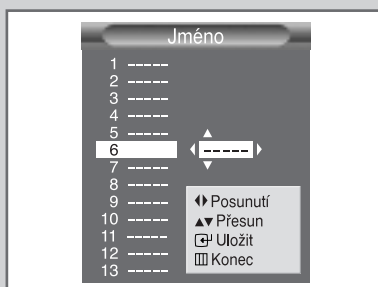 Jméno
1 -----
2 -----
3 -----
4 -----
5 -----
6 -----
7 -----
8 -----
9 -----
10 -----
11 -----
12 -----
13 -----
Posunutí
Přesun
Uložit
Konec